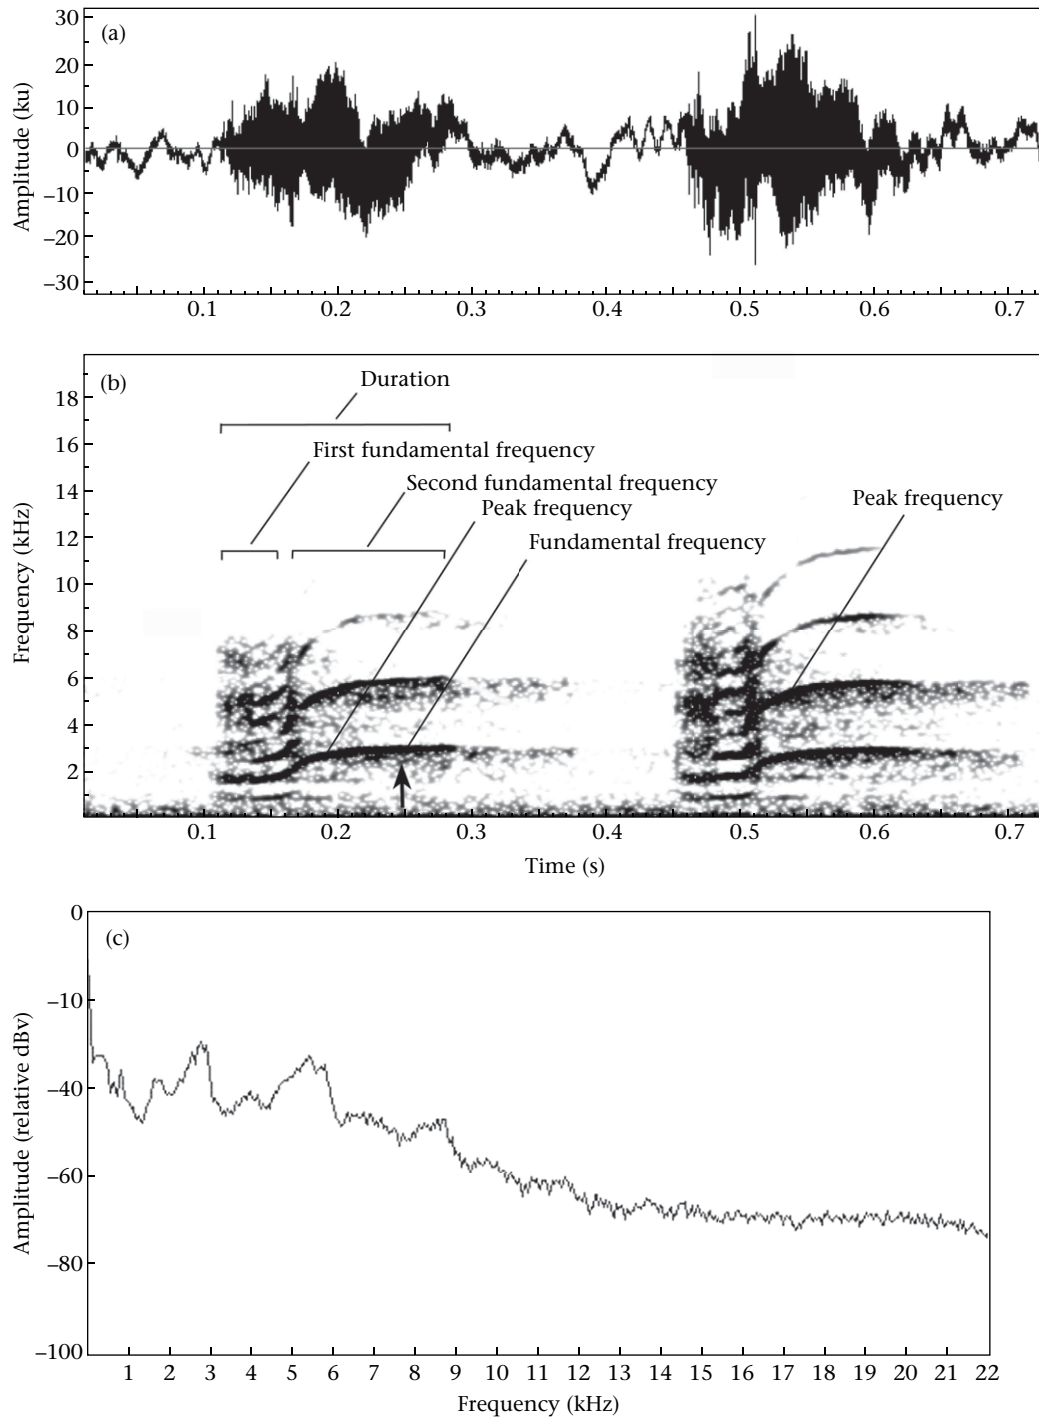 (a)
Amplitude (ku)
30
20
10
0
−10
−20
−30
0.1 0.2 0.3 0.4 0.5 0.6 0.7
(b)
Frequency (kHz)
18
16
14
12
10
8
6
4
2
Duration
First fundamental frequency
Second fundamental frequency
Peak frequency
Fundamental frequency
Peak frequency
0.1 0.2 0.3 0.4 0.5 0.6 0.7
Time (s)
(c)
Amplitude (relative dBv)
0
−10
−40
−60
−80
−100
1 2 3 4 5 6 7 8 9 10 11 12 13 14 15 16 17 18 19 20 21 22
Frequency (kHz)